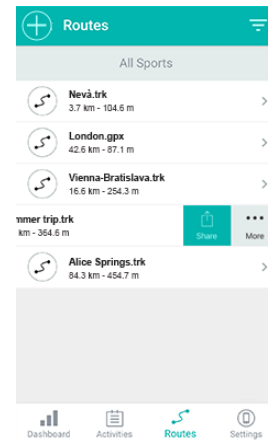 Routes
All Sports
Nevà.trk
3.7 km - 104.6 m
London.gpx
42.6 km - 87.1 m
Vienna-Bratislava.trk
16.6 km - 254.3 m
mmer trip.trk
km - 364.6 m
Share
More
Alice Springs.trk
84.3 km - 454.7 m
Dashboard
Activities
Routes
Settings